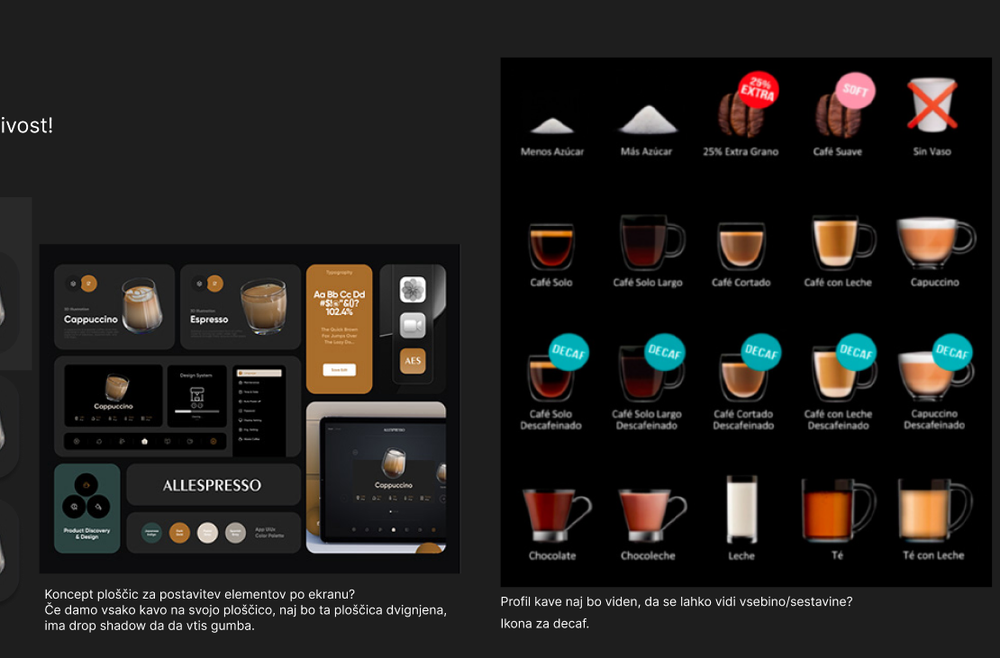 ivost!
Typography
Aa Bb Cc Dd
#$!*"&()?
102.4%
The Quick Brown
Fox Jumps Over
The Lazy Do...
Cappuccino
Espresso
AES
Design System
Cappuccino
ALLESPRESSO
Cappuccino
Product Discovery
& Design
App UI/Ux
Color Palette
Koncept ploščic za postavitev elementov po ekranu?
Če damo vsako kavo na svojo ploščico, naj bo ta ploščica dvignjena,
ima drop shadow da da vtis gumba.
25%
EXTRA
SOFT
Menos Azúcar
Más Azúcar
25% Extra Grano
Café Suave
Sin Vaso
Café Solo
Café Solo Largo
Café Cortado
Café con Leche
Capuccino
DECAF
DECAF
DECAF
DECAF
DECAF
Café Solo
Descafeinado
Café Solo Largo
Descafeinado
Café Cortado
Descafeinado
Café con Leche
Descafeinado
Capuccino
Descafeinado
Chocolate
Chocoleche
Leche
Té
Té con Leche
Profil kave naj bo viden, da se lahko vidi vsebino/sestavine?
Ikona za decaf.